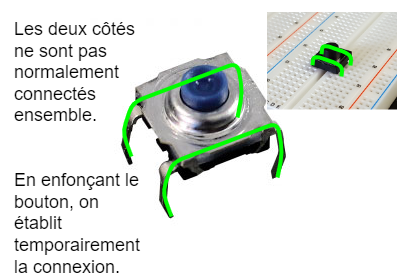 Les deux côtés
ne sont pas
normalement
connectés
ensemble.
En enfonçant le
bouton, on
établit
temporairement
la connexion.